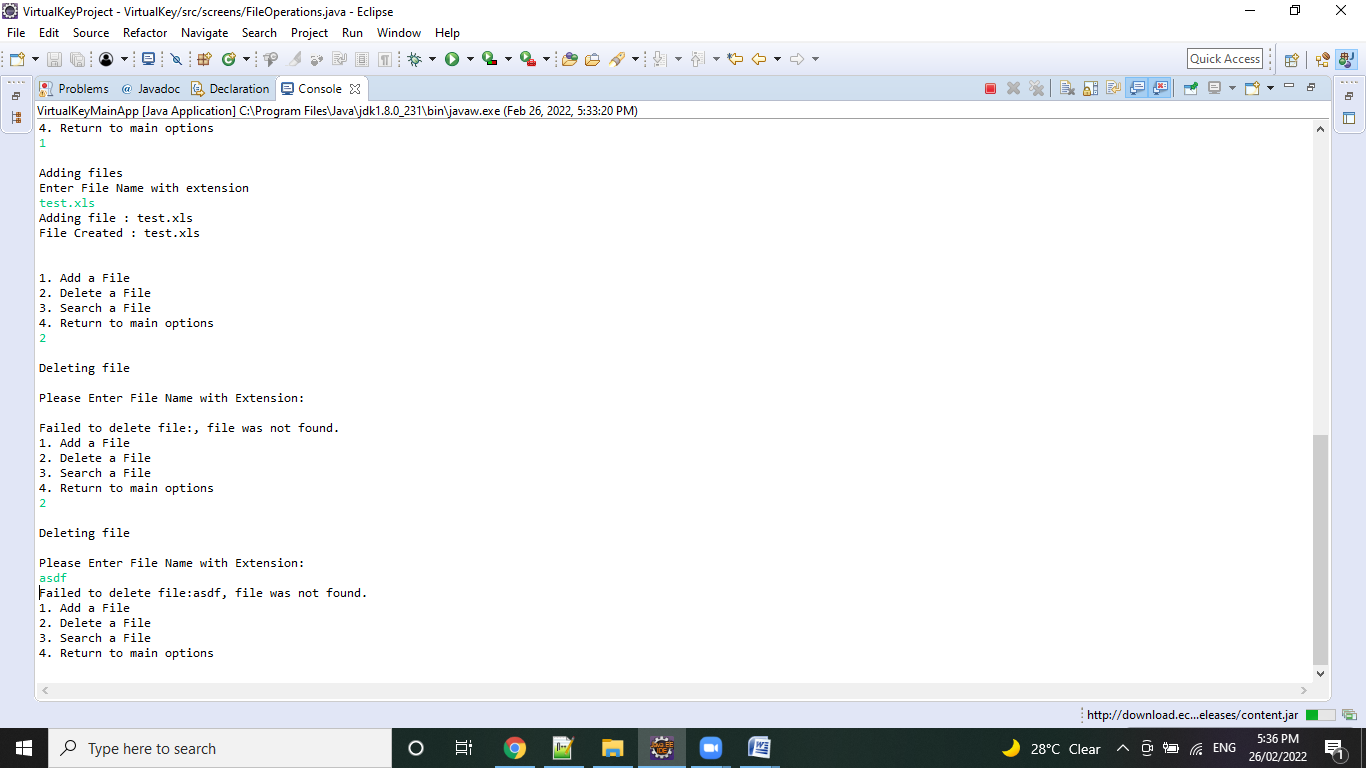 VirtualKeyProject - VirtualKey/src/screens/FileOperations.java - Eclipse
File Edit Source Refactor Navigate Search Project Run Window Help
Quick Access
Problems @ Javadoc Declaration Console
VirtualKeyMainApp [Java Application] C:\Program Files\Java\jdk1.8.0_231\bin\javaw.exe (Feb 26, 2022, 5:33:20 PM)
4. Return to main options
1
Adding files
Enter File Name with extension
test.xls
Adding file : test.xls
File Created : test.xls
1. Add a File
2. Delete a File
3. Search a File
4. Return to main options
2
Deleting file
Please Enter File Name with Extension:
Failed to delete file:, file was not found.
1. Add a File
2. Delete a File
3. Search a File
4. Return to main options
2
Deleting file
Please Enter File Name with Extension:
asdf
Failed to delete file:asdf, file was not found.
1. Add a File
2. Delete a File
3. Search a File
4. Return to main options
http://download.ec...eleases/content.jar
Type here to search
28°C Clear
ENG
5:36 PM
26/02/2022
1